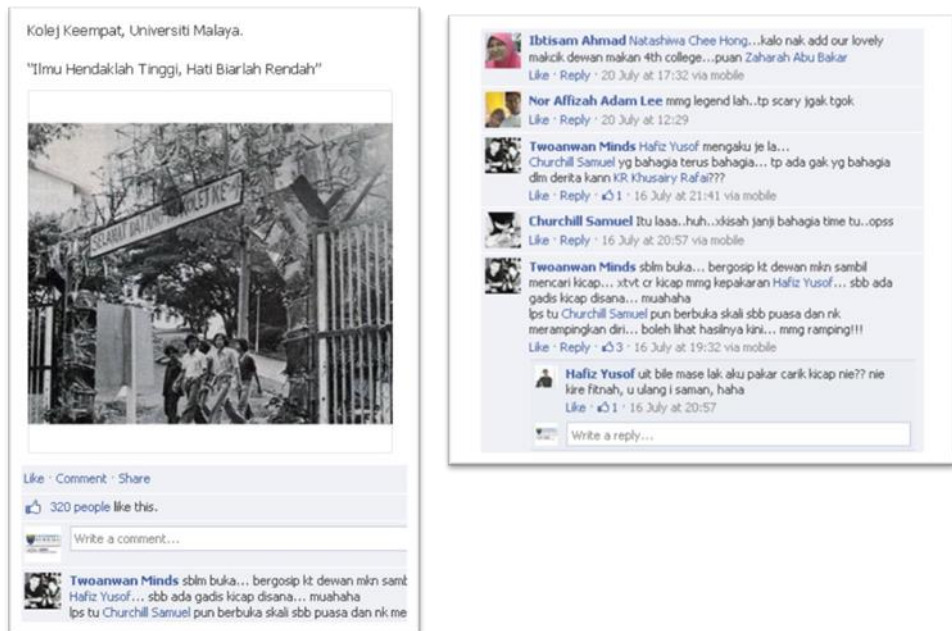 Kolej Keempat, Universiti Malaya.
"Ilmu Hendaklah Tinggi, Hati Biarlah Rendah"
SELAMAT DATANG KE KOLEJ KE-4
Like · Comment · Share
320 people like this.
Write a comment...
Twoanwan Minds sblm buka... bergosip kt dewan mkn samb
Hafiz Yusof... sbb ada gadis kicap disana... muahaha
lps tu Churchill Samuel pun berbuka skali sbb puasa dan nk me
Ibtisam Ahmad Natashiwa Chee Hong...kalo nak add our lovely
makcik dewan makan 4th college...puan Zaharah Abu Bakar
Like · Reply · 20 July at 17:32 via mobile
Nor Affizah Adam Lee mmg legend lah..tp scary jgak tgok
Like · Reply · 20 July at 12:29
Twoanwan Minds Hafiz Yusof mengaku je la...
Churchill Samuel yg bahagia terus bahagia... tp ada gak yg bahagia
dlm derita kann KR Khusairy Rafai???
Like · Reply · 1 · 16 July at 21:41 via mobile
Churchill Samuel Itu laaa..huh..xkisah janji bahagia time tu..opss
Like · Reply · 16 July at 20:57 via mobile
Twoanwan Minds sblm buka... bergosip kt dewan mkn sambil
mencari kicap... xtvt cr kicap mmg kepakaran Hafiz Yusof... sbb ada
gadis kicap disana... muahaha
lps tu Churchill Samuel pun berbuka skali sbb puasa dan nk
merampingkan diri... boleh lihat hasilnya kini... mmg ramping!!!
Like · Reply · 3 · 16 July at 19:32 via mobile
Hafiz Yusof uit bile mase lak aku pakar carik kicap nie?? nie
kire fitnah, u ulang i saman, haha
Like · 1 · 16 July at 20:57
Write a reply...